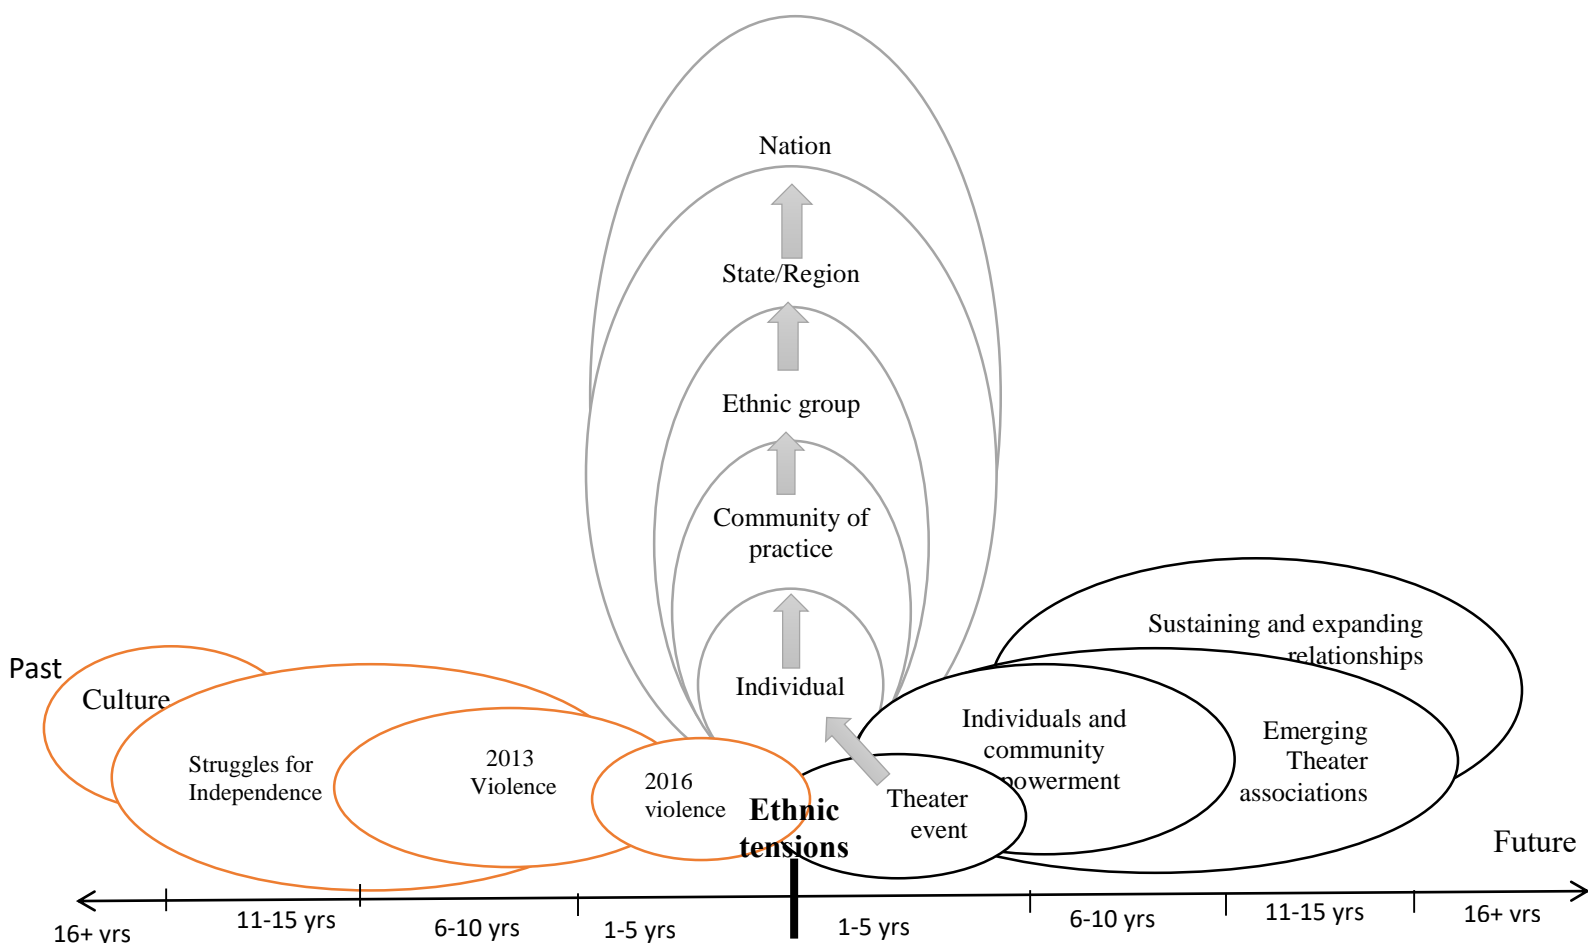 Nation
State/Region
Ethnic group
Community of
practice
Individual
Past
Culture
Struggles for
Independence
2013
Violence
2016
violence
Ethnic
tensions
Theater
event
Individuals and
community
powerment
Emerging
Theater
associations
Sustaining and expanding
relationships
Future
16+ yrs
11-15 yrs
6-10 yrs
1-5 yrs
1-5 yrs
6-10 yrs
11-15 yrs
16+ yrs